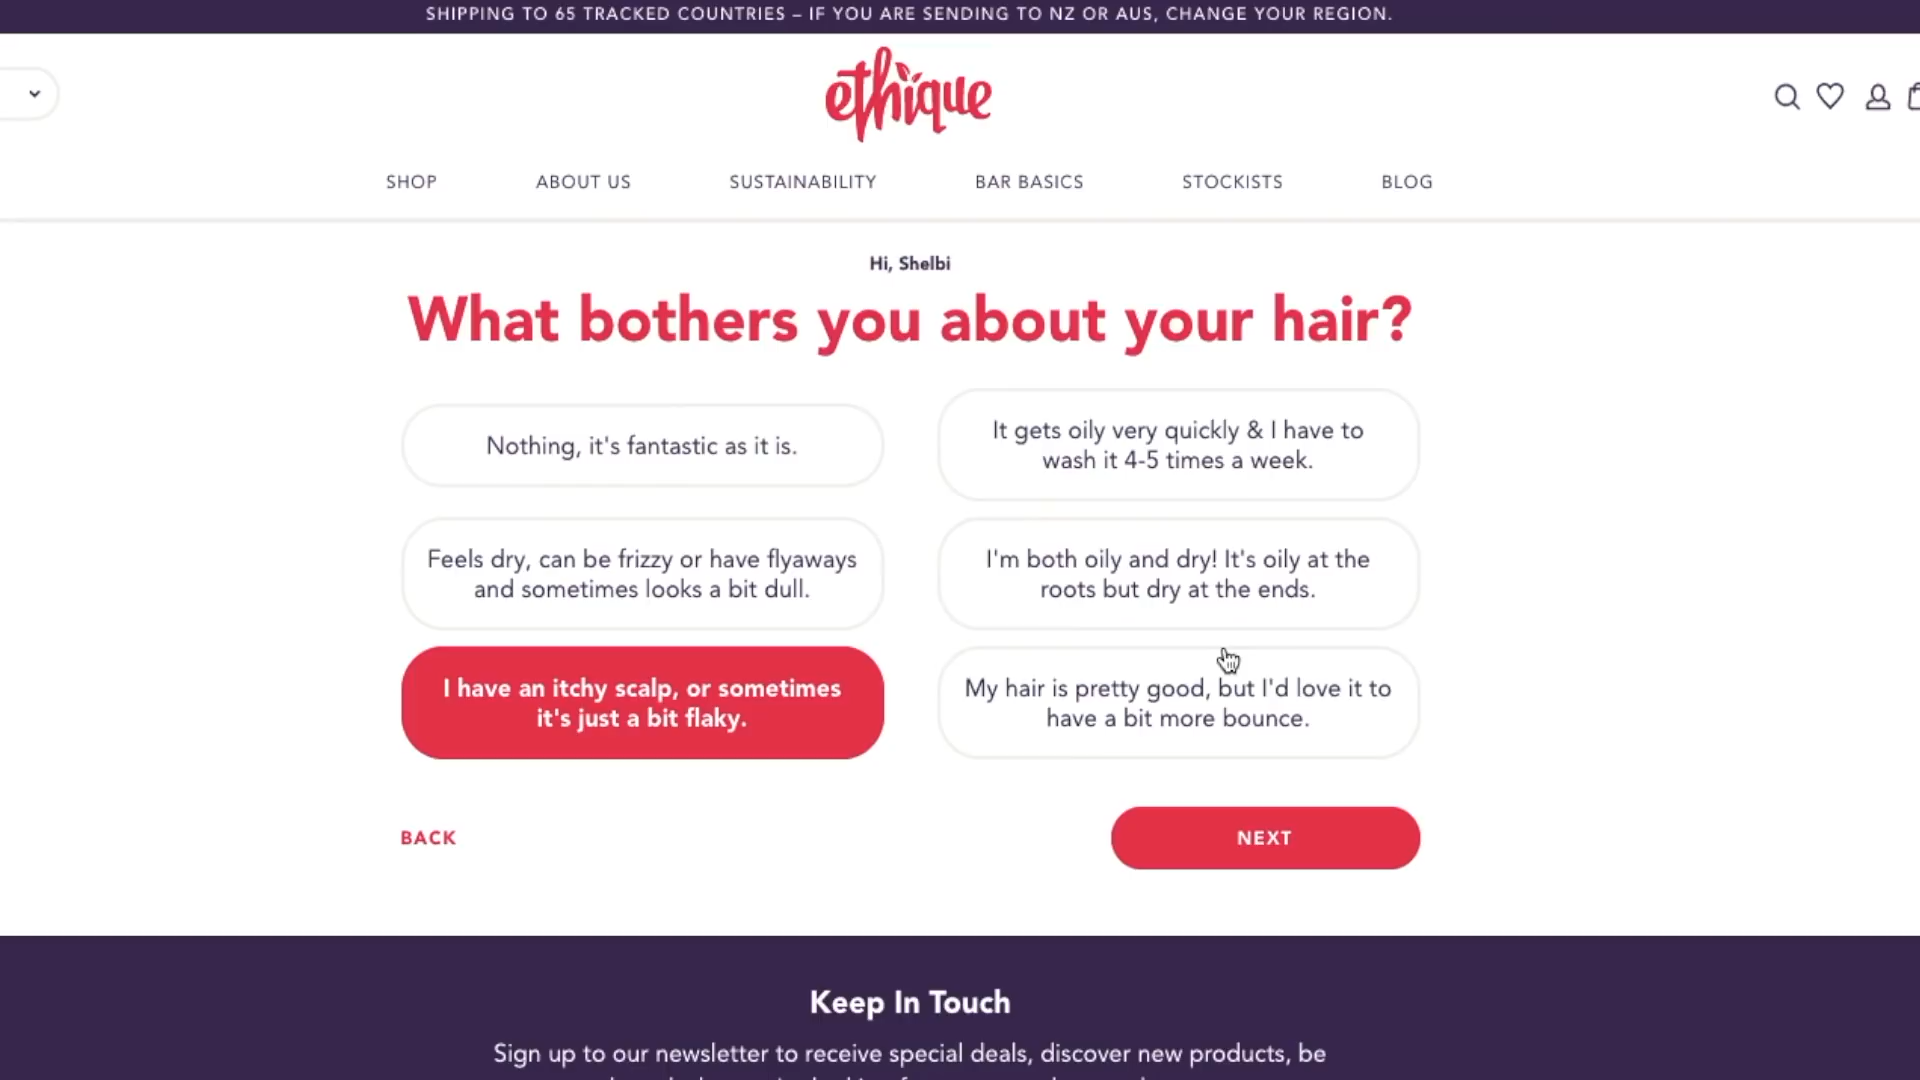 SHIPPING TO 65 TRACKED COUNTRIES – IF YOU ARE SENDING TO NZ OR AUS, CHANGE YOUR REGION.
ethique
SHOP
ABOUT US
SUSTAINABILITY
BAR BASICS
STOCKISTS
BLOG
Hi, Shelbi
What bothers you about your hair?
Nothing, it's fantastic as it is.
It gets oily very quickly & I have to
wash it 4-5 times a week.
Feels dry, can be frizzy or have flyaways
and sometimes looks a bit dull.
I'm both oily and dry! It's oily at the
roots but dry at the ends.
I have an itchy scalp, or sometimes
it's just a bit flaky.
My hair is pretty good, but I'd love it to
have a bit more bounce.
BACK
NEXT
Keep In Touch
Sign up to our newsletter to receive special deals, discover new products, be